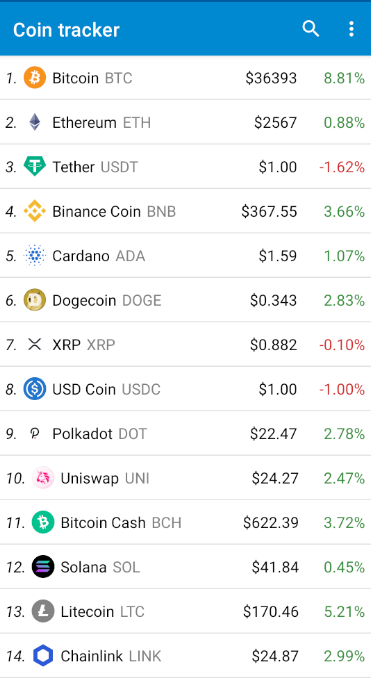 Coin tracker
1. Bitcoin BTC $36393 8.81%
2. Ethereum ETH $2567 0.88%
3. Tether USDT $1.00 -1.62%
4. Binance Coin BNB $367.55 3.66%
5. Cardano ADA $1.59 1.07%
6. Dogecoin DOGE $0.343 2.83%
7. XRP XRP $0.882 -0.10%
8. USD Coin USDC $1.00 -1.00%
9. Polkadot DOT $22.47 2.78%
10. Uniswap UNI $24.27 2.47%
11. Bitcoin Cash BCH $622.39 3.72%
12. Solana SOL $41.84 0.45%
13. Litecoin LTC $170.46 5.21%
14. Chainlink LINK $24.87 2.99%